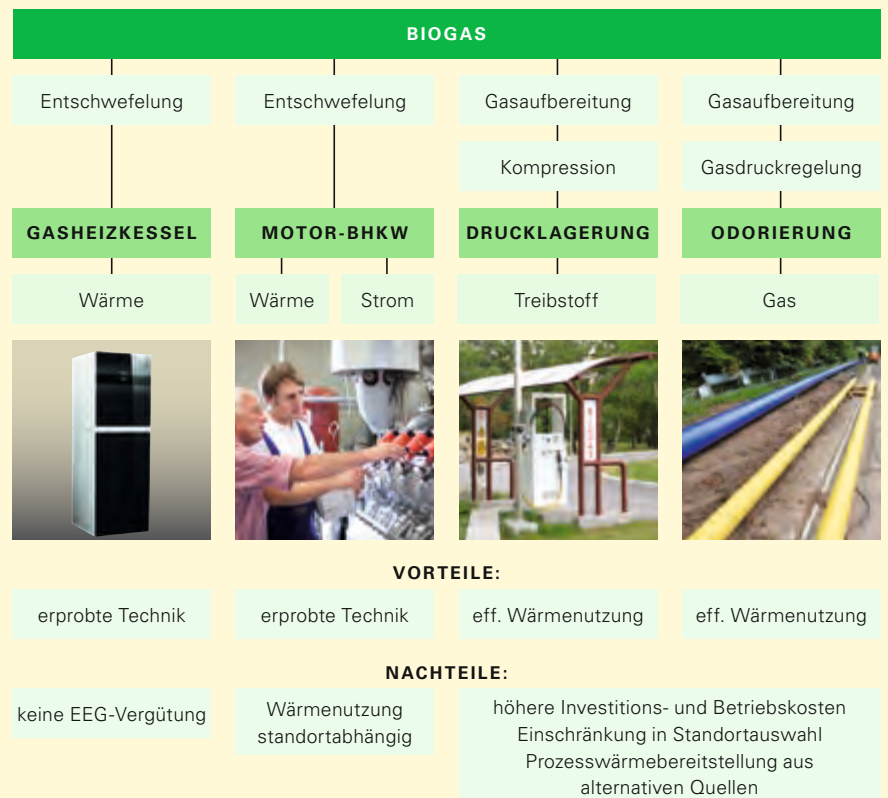 BIOGAS
Entschwefelung
Entschwefelung
Gasaufbereitung
Gasaufbereitung
Kompression
Gasdruckregelung
GASHEIZKESSEL
MOTOR-BHKW
DRUCKLAGERUNG
ODORIERUNG
Wärme
Wärme
Strom
Treibstoff
Gas
VORTEILE:
erprobte Technik
erprobte Technik
eff. Wärmenutzung
eff. Wärmenutzung
NACHTEILE:
keine EEG-Vergütung
Wärmenutzung
standortabhängig
höhere Investitions- und Betriebskosten
Einschränkung in Standortauswahl
Prozesswärmebereitstellung aus
alternativen Quellen